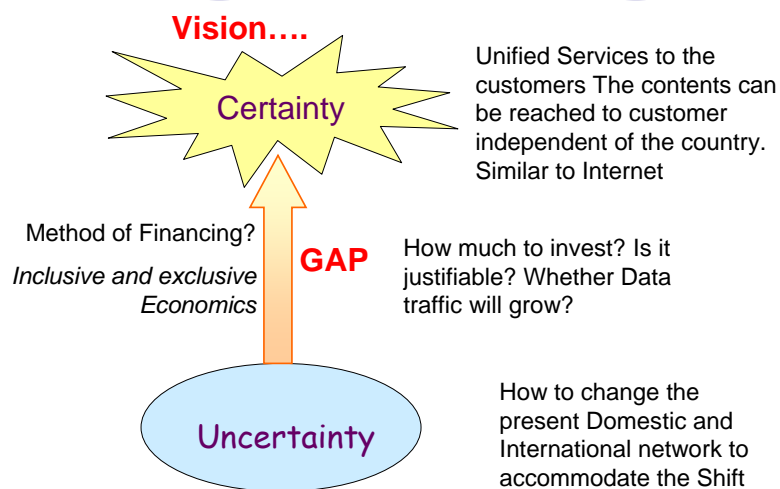 Vision....
Certainty
Unified Services to the
customers The contents can
be reached to customer
independent of the country.
Similar to Internet
Method of Financing?
Inclusive and exclusive
Economics
GAP
How much to invest? Is it
justifiable? Whether Data
traffic will grow?
Uncertainty
How to change the
present Domestic and
International network to
accommodate the Shift